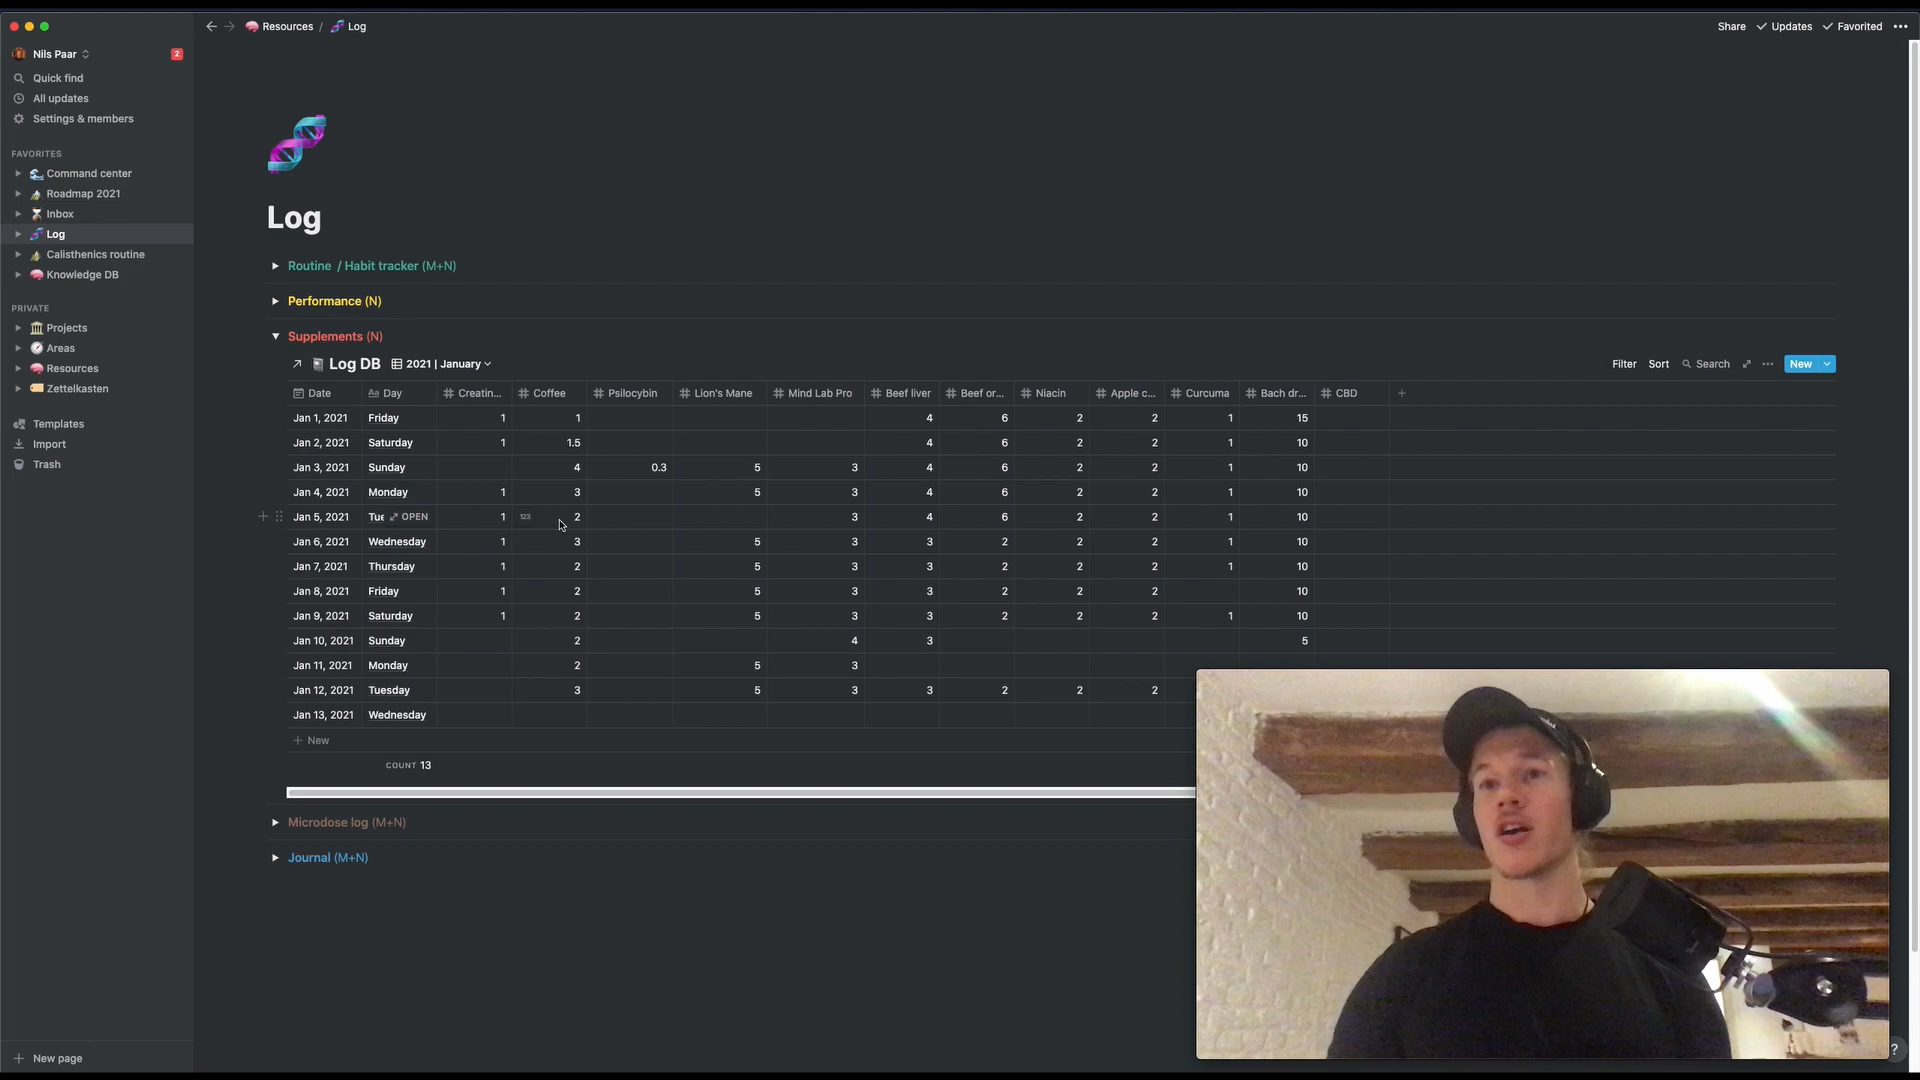 Resources / Log
Share Updates Favorited
Nils Paar 2
Quick find
All updates
Settings & members
FAVORITES
Command center
Roadmap 2021
Inbox
Log
Calisthenics routine
Knowledge DB
PRIVATE
Projects
Areas
Resources
Zettelkasten
Templates
Import
Trash
New page
Log
Routine / Habit tracker (M+N)
Performance (N)
Supplements (N)
Log DB 2021 | January Filter Sort Search New
Date Aa Day # Creatin... # Coffee # Psilocybin # Lion's Mane # Mind Lab Pro # Beef liver # Beef or... # Niacin # Apple c... # Curcuma # Bach dr... # CBD +
Jan 1, 2021 Friday 1 1 4 6 2 2 1 15
Jan 2, 2021 Saturday 1 1.5 4 6 2 2 1 10
Jan 3, 2021 Sunday 4 0.3 5 3 4 6 2 2 1 10
Jan 4, 2021 Monday 1 3 5 3 4 6 2 2 1 10
Jan 5, 2021 Tue OPEN 1 123 2 3 4 6 2 2 1 10
Jan 6, 2021 Wednesday 1 3 5 3 3 2 2 2 1 10
Jan 7, 2021 Thursday 1 2 5 3 3 2 2 2 1 10
Jan 8, 2021 Friday 1 2 5 3 3 2 2 2 10
Jan 9, 2021 Saturday 1 2 5 3 3 2 2 2 1 10
Jan 10, 2021 Sunday 2 4 3 5
Jan 11, 2021 Monday 2 5 3
Jan 12, 2021 Tuesday 3 5 3 3 2 2 2
Jan 13, 2021 Wednesday
+ New
COUNT 13
Microdose log (M+N)
Journal (M+N)
?